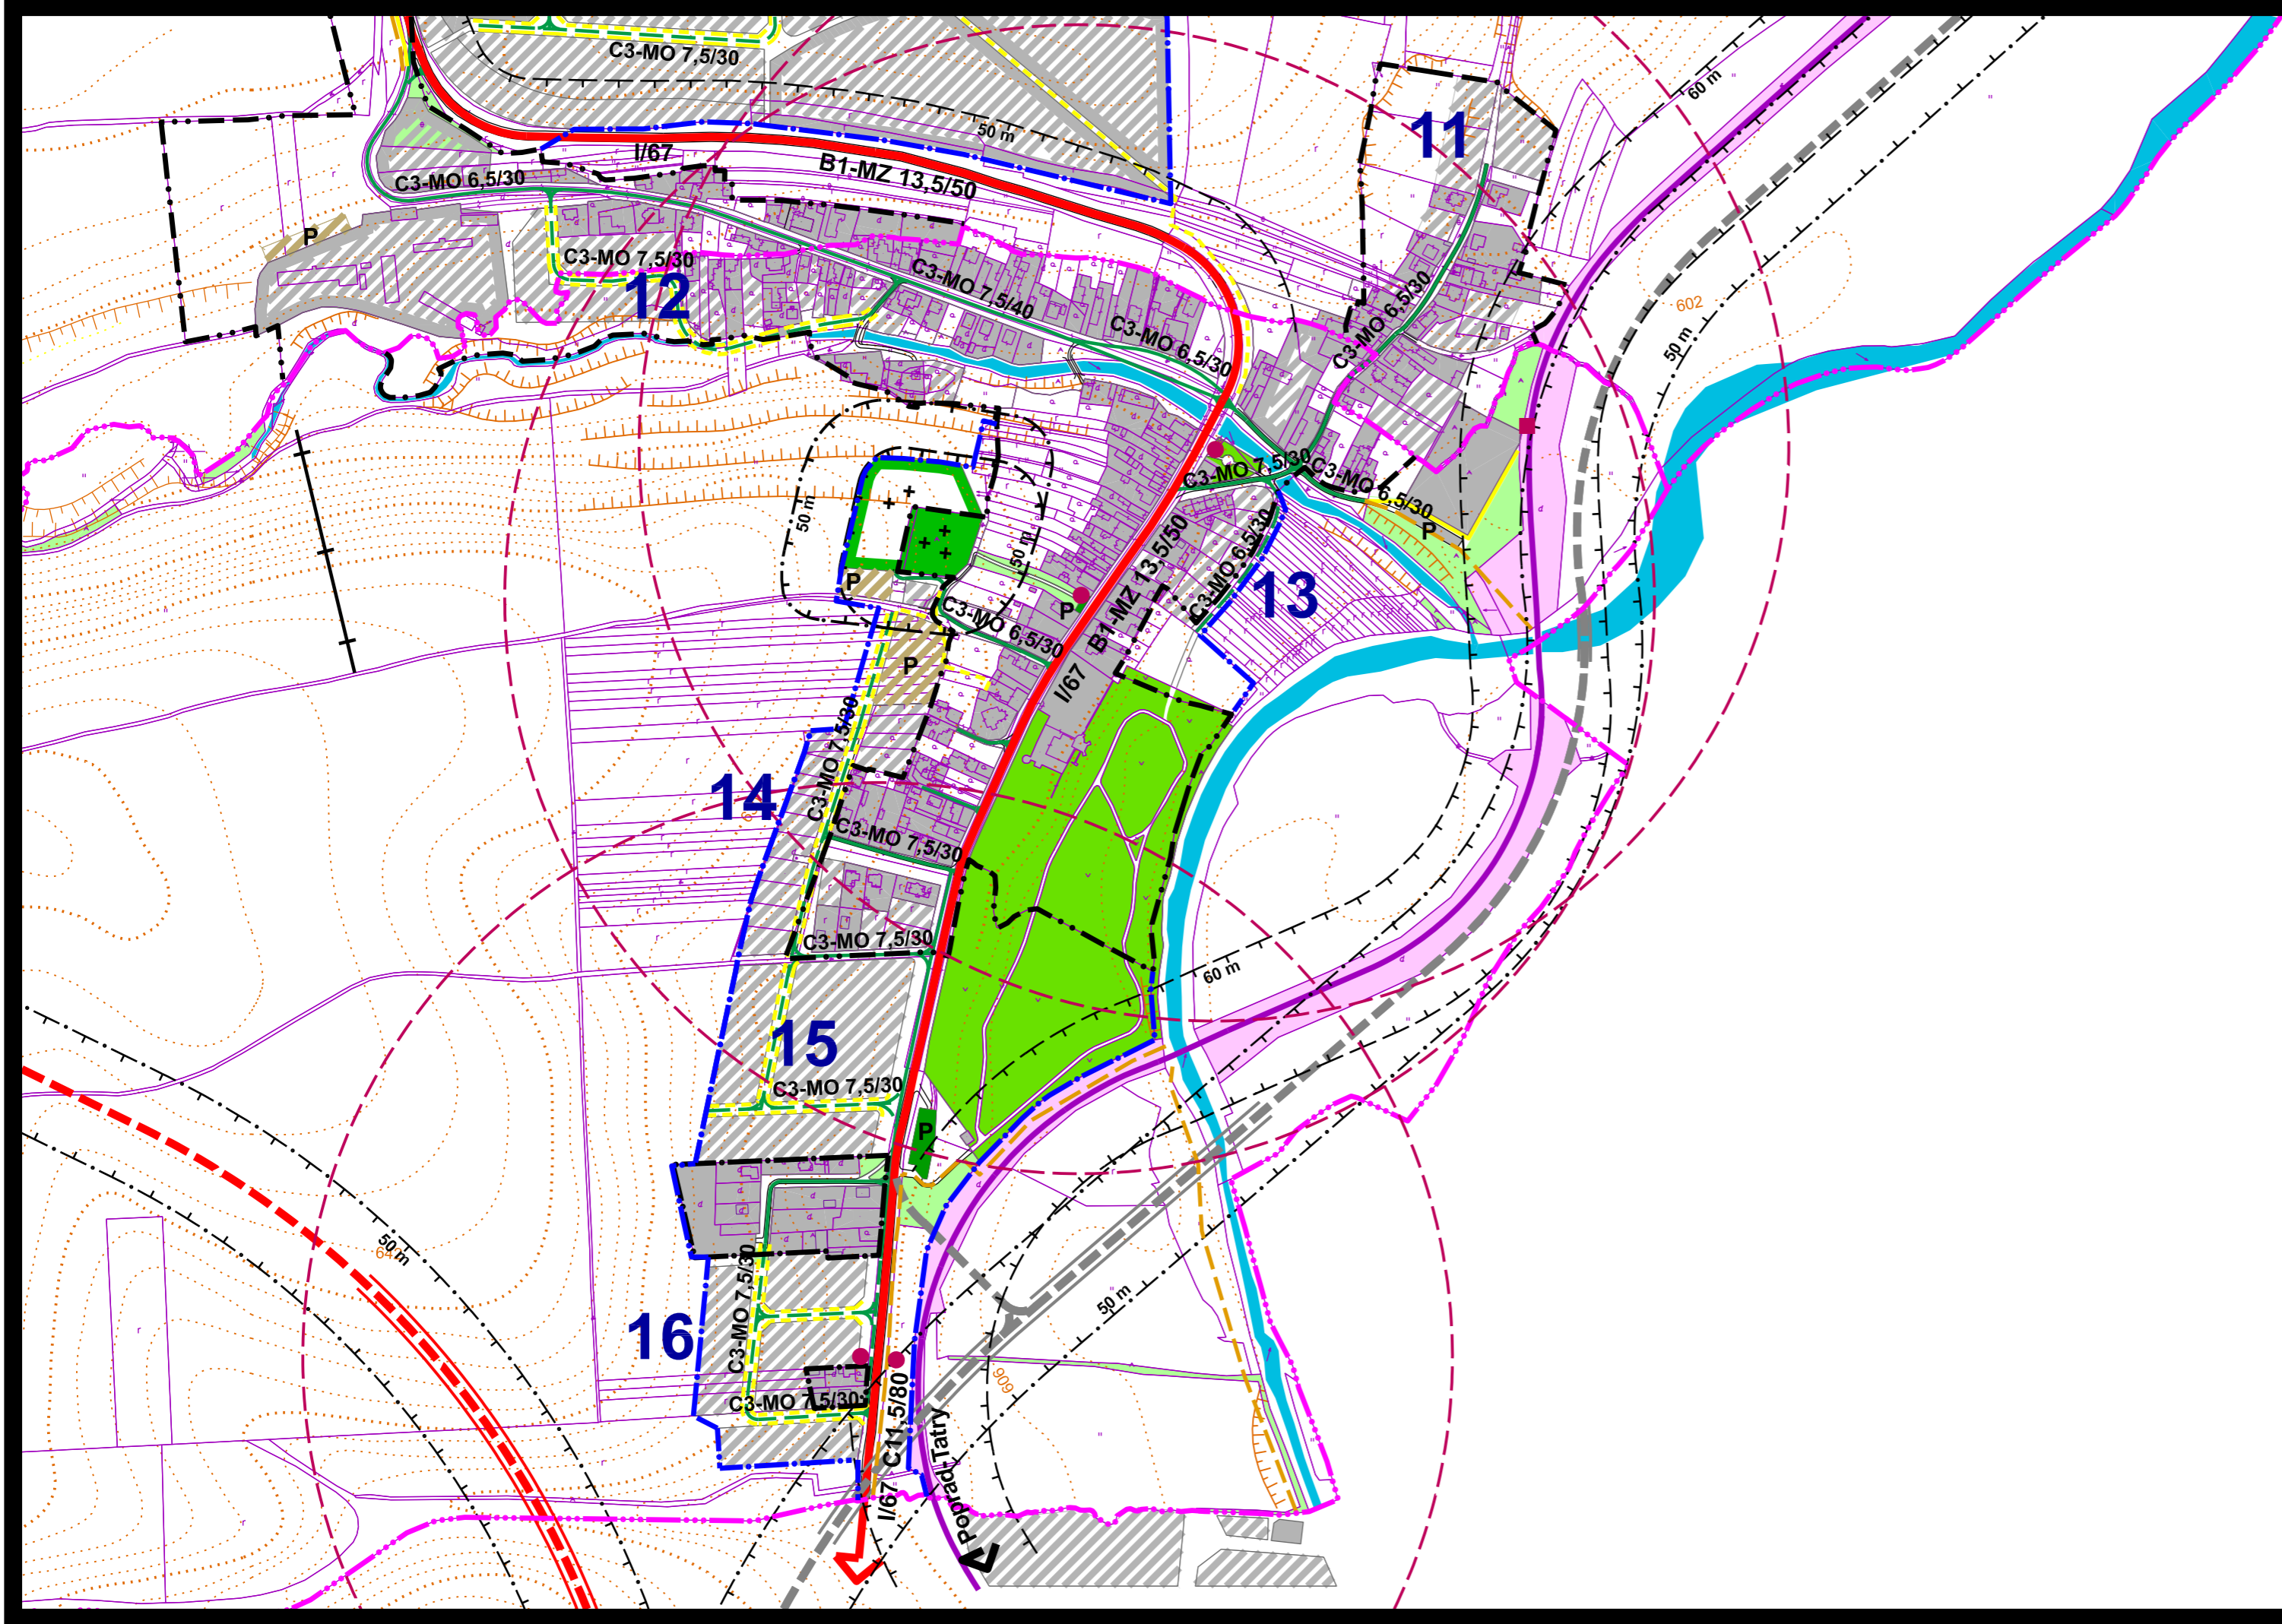 C3-MO 7,5/30
60 m
50 m
11
I/67
B1-MZ 13,5/50
C3-MO 6,5/30
P
C3-MO 7,5/30
12
C3-MO 7,5/40
C3-MO 6,5/30
C3-MO 6,5/30
602
50 m
C3-MO 7,5/30
C3-MO 6,5/30
50 m
50 m
P
P
C3-MO 6,5/30
B1-MZ 13,5/50
13
P
C3-MO 6,5/30
P
I/67
C3-MO 7,5/30
14
C3-MO 7,5/30
C3-MO 7,5/30
60 m
15
C3-MO 7,5/30
P
50 m
C3-MO 7,5/30
50 m
16
606
C3-MO 7,5/30
I/67 C11,5/80
Poprad-Tatry